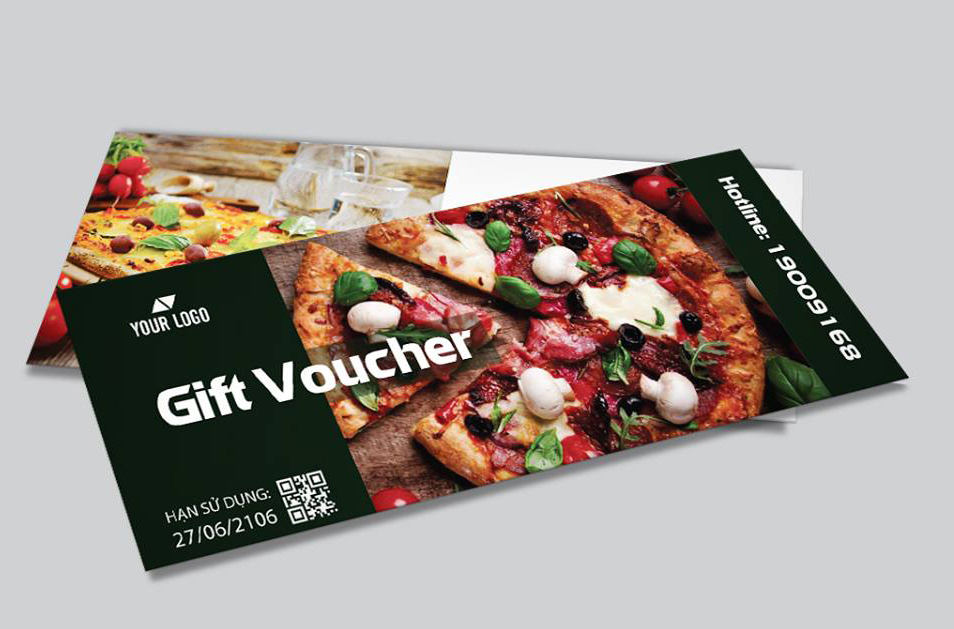 YOUR LOGO
Gift Voucher
HẠN SỬ DỤNG:
27/06/2106
Hotline: 19009168